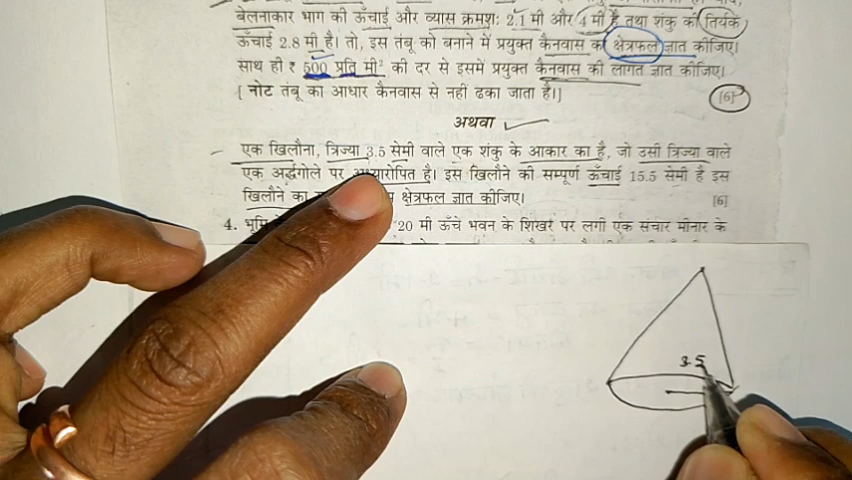 बेलनाकार भाग की ऊँचाई और व्यास क्रमशः 2.1 मी और 4 मी है तथा शंकु की तिर्यक
ऊँचाई 2.8 मी है। तो, इस तंबू को बनाने में प्रयुक्त कैनवास का क्षेत्रफल ज्ञात कीजिए।
साथ ही ₹ 500 प्रति मी² की दर से इसमें प्रयुक्त कैनवास की लागत ज्ञात कीजिए।
[ नोट तंबू का आधार कैनवास से नहीं ढका जाता है।] [6]
अथवा
एक खिलौना, त्रिज्या 3.5 सेमी वाले एक शंकु के आकार का है, जो उसी त्रिज्या वाले
एक अर्द्धगोले पर अध्यारोपित है। इस खिलौने की सम्पूर्ण ऊँचाई 15.5 सेमी है इस
खिलौने का क्षेत्रफल ज्ञात कीजिए। [6]
4. भूमि 20 मी ऊँचे भवन के शिखर पर लगी एक संचार मीनार के
3.5